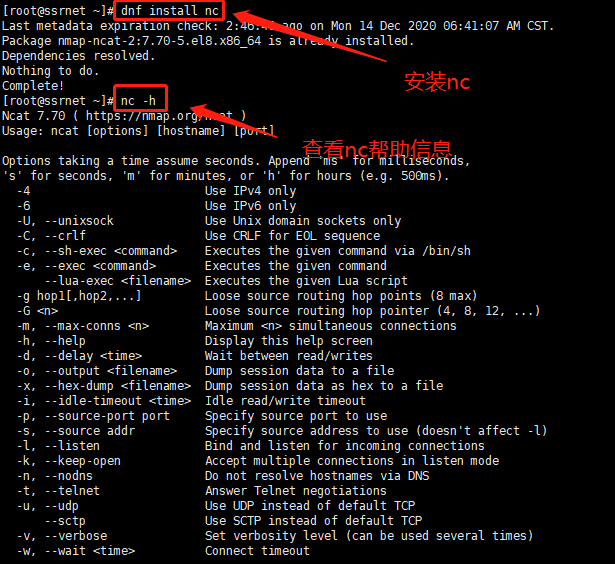 [root@ssrnet ~]# dnf install nc
Last metadata expiration check: 2:46: ago on Mon 14 Dec 2020 06:41:07 AM CST.
Package nmap-ncat-2:7.70-5.el8.x86_64 is already installed.
Dependencies resolved.
安装nc
Nothing to do.
Complete!
[root@ssrnet ~]# nc -h
Ncat 7.70 ( https://nmap.org/ncat )
Usage: ncat [options] [hostname] [port]
查看nc帮助信息
Options taking a time assume seconds. Append 'ms' for milliseconds,
's' for seconds, 'm' for minutes, or 'h' for hours (e.g. 500ms).
-4 Use IPv4 only
-6 Use IPv6 only
-U, --unixsock Use Unix domain sockets only
-C, --crlf Use CRLF for EOL sequence
-c, --sh-exec <command> Executes the given command via /bin/sh
-e, --exec <command> Executes the given command
--lua-exec <filename> Executes the given Lua script
-g hop1[,hop2,...] Loose source routing hop points (8 max)
-G <n> Loose source routing hop pointer (4, 8, 12, ...)
-m, --max-conns <n> Maximum <n> simultaneous connections
-h, --help Display this help screen
-d, --delay <time> Wait between read/writes
-o, --output <filename> Dump session data to a file
-x, --hex-dump <filename> Dump session data as hex to a file
-i, --idle-timeout <time> Idle read/write timeout
-p, --source-port port Specify source port to use
-s, --source addr Specify source address to use (doesn't affect -l)
-l, --listen Bind and listen for incoming connections
-k, --keep-open Accept multiple connections in listen mode
-n, --nodns Do not resolve hostnames via DNS
-t, --telnet Answer Telnet negotiations
-u, --udp Use UDP instead of default TCP
--sctp Use SCTP instead of default TCP
-v, --verbose Set verbosity level (can be used several times)
-w, --wait <time> Connect timeout